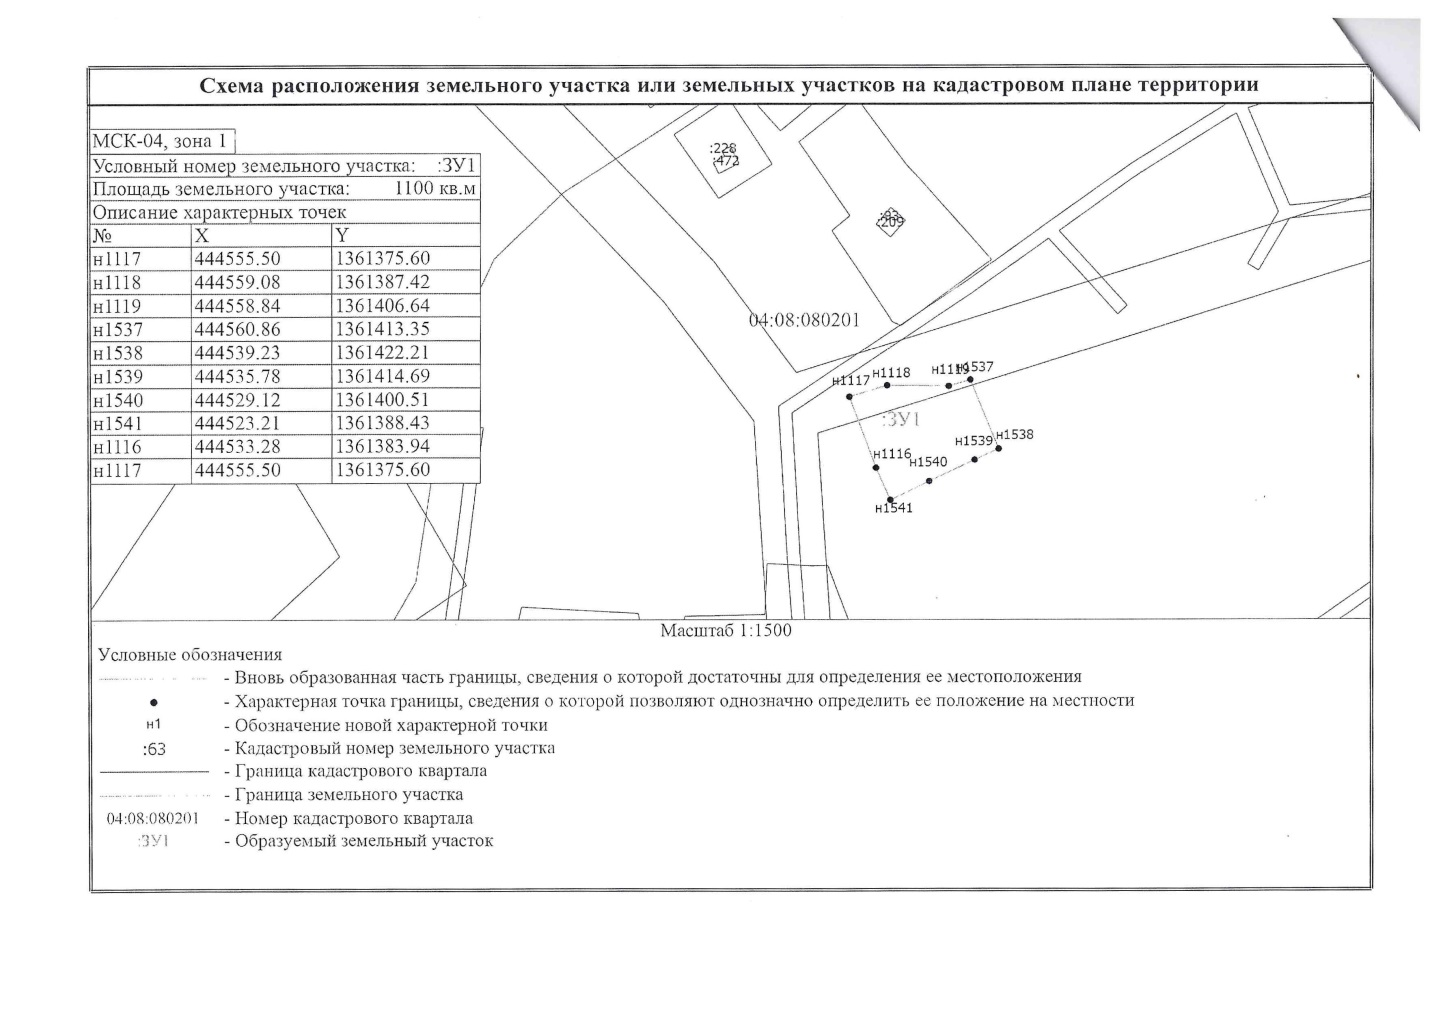 Схема расположения земельного участка или земельных участков на кадастровом плане территории
МСК-04, зона 1
Условный номер земельного участка: :ЗУ1
Площадь земельного участка: 1100 кв.м
Описание характерных точек
№ X Y
н1117 444555.50 1361375.60
н1118 444559.08 1361387.42
н1119 444558.84 1361406.64
н1537 444560.86 1361413.35
н1538 444539.23 1361422.21
н1539 444535.78 1361414.69
н1540 444529.12 1361400.51
н1541 444523.21 1361388.43
н1116 444533.28 1361383.94
н1117 444555.50 1361375.60
:228
:472
:93
:209
04:08:080201
н1117
н1118
н1119
н1537
:ЗУ1
н1538
н1539
н1116
н1540
н1541
Масштаб 1:1500
Условные обозначения
- Вновь образованная часть границы, сведения о которой достаточны для определения ее местоположения
- Характерная точка границы, сведения о которой позволяют однозначно определить ее положение на местности
н1 - Обозначение новой характерной точки
:63 - Кадастровый номер земельного участка
- Граница кадастрового квартала
- Граница земельного участка
04:08:080201 - Номер кадастрового квартала
:ЗУ1 - Образуемый земельный участок